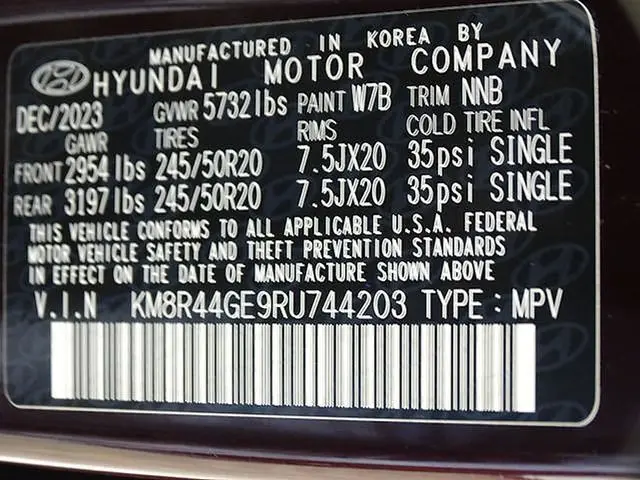 MANUFACTURED IN KOREA BY
HYUNDAI MOTOR COMPANY
DEC/2023 GVWR 5732lbs PAINT W7B TRIM NNB
GAWR TIRES RIMS COLD TIRE INFL
FRONT 2954 lbs 245/50R20 7.5JX20 35psi SINGLE
REAR 3197 lbs 245/50R20 7.5JX20 35psi SINGLE
THIS VEHICLE CONFORMS TO ALL APPLICABLE U.S.A. FEDERAL
MOTOR VEHICLE SAFETY AND THEFT PREVENTION STANDARDS
IN EFFECT ON THE DATE OF MANUFACTURE SHOWN ABOVE
V.I.N KM8R44GE9RU744203 TYPE : MPV